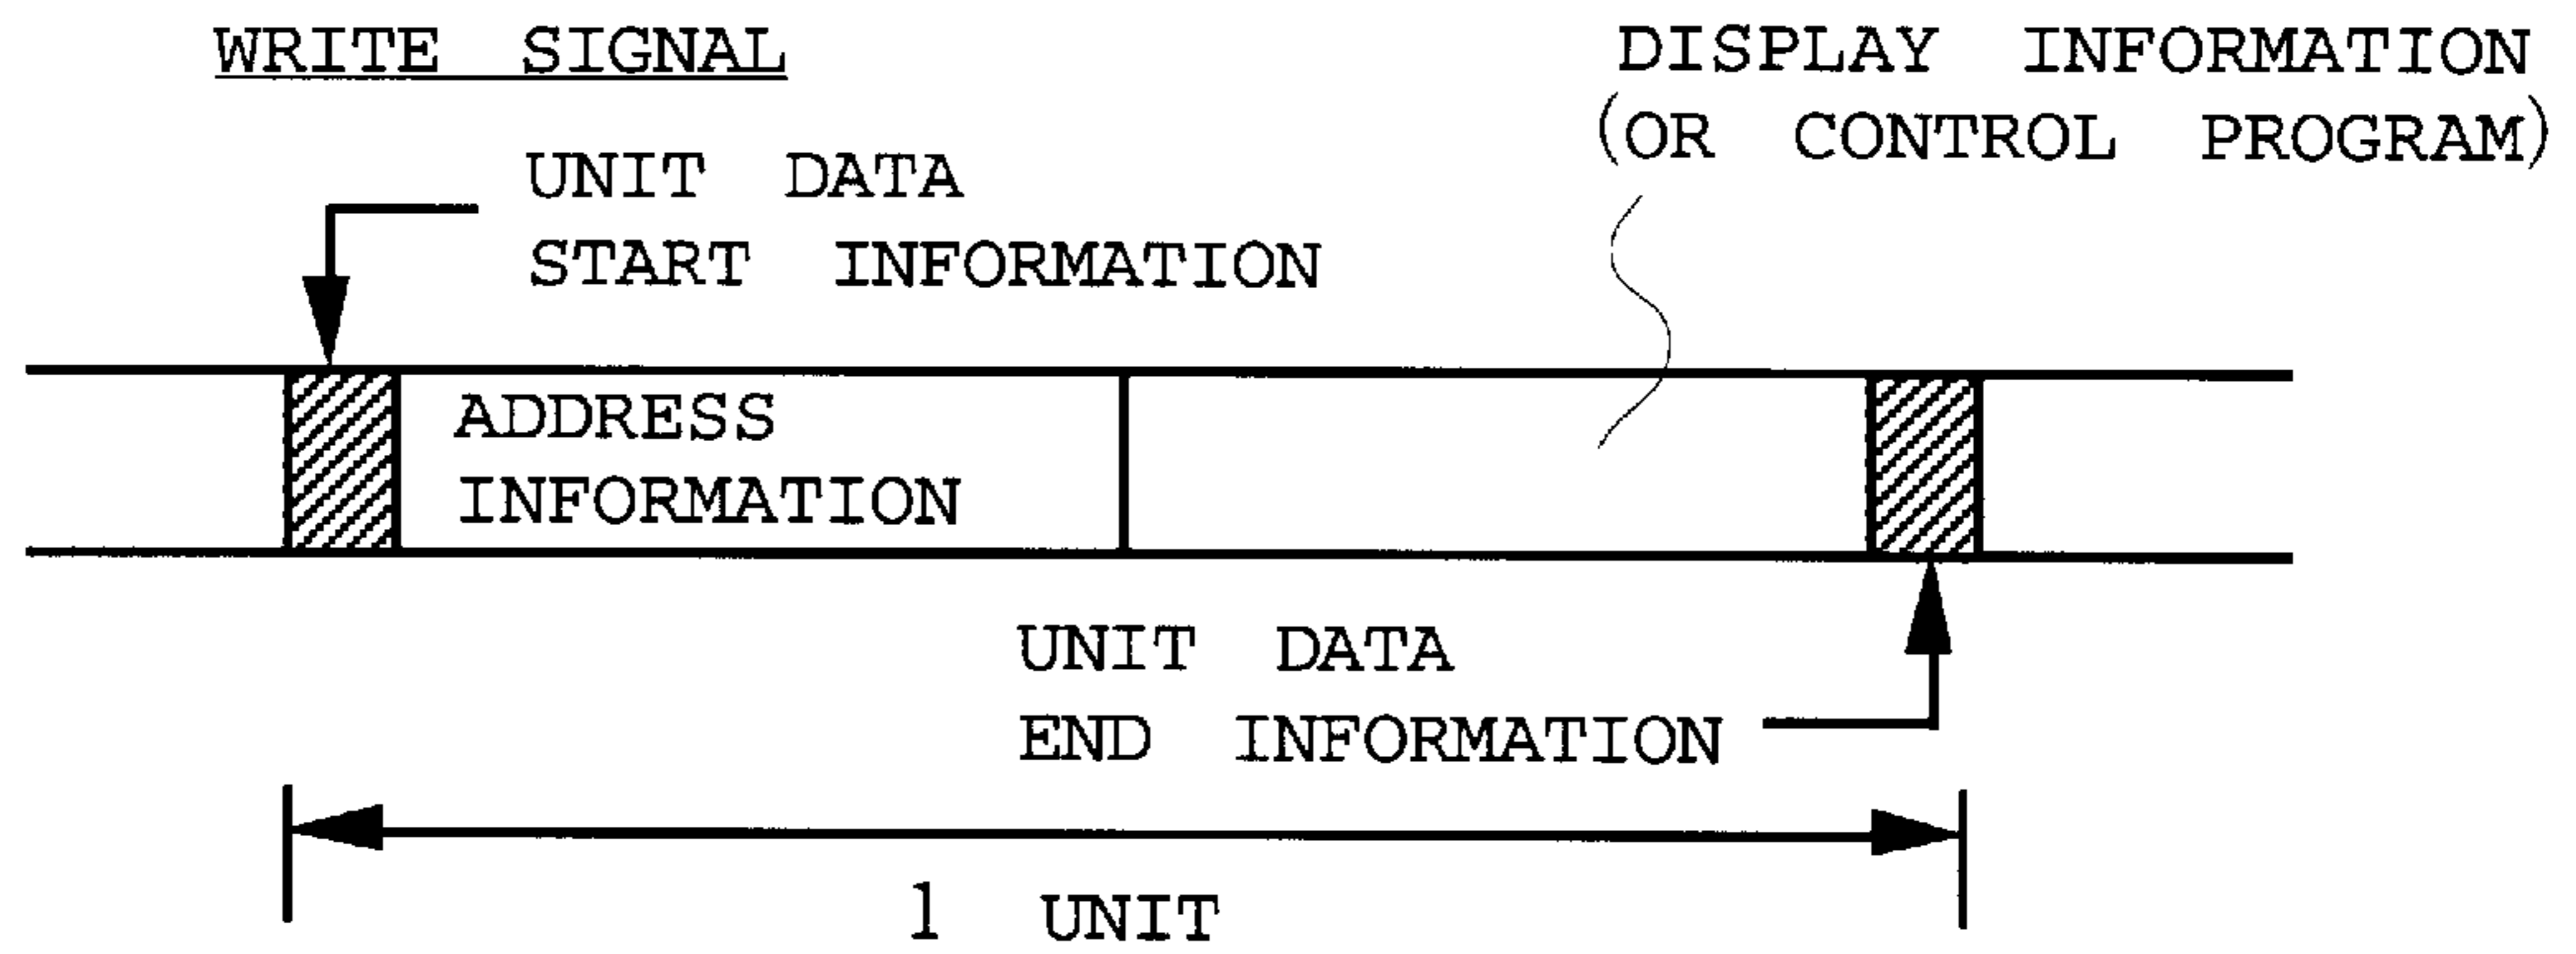 WRITE SIGNAL
DISPLAY INFORMATION
(OR CONTROL PROGRAM)
UNIT DATA
START INFORMATION
ADDRESS
INFORMATION
UNIT DATA
END INFORMATION
1 UNIT